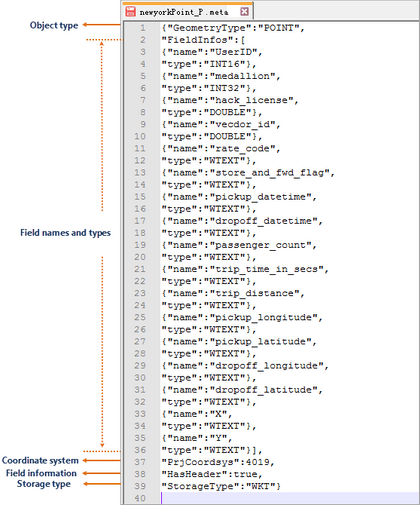 newyorkPoint_P.meta
Object type
1 {"GeometryType":"POINT",
2 "FieldInfos":[
3 {"name":"UserID",
4 "type":"INT16"},
5 {"name":"medallion",
6 "type":"INT32"},
7 {"name":"hack_license",
8 "type":"DOUBLE"},
9 {"name":"vecdor_id",
10 "type":"DOUBLE"},
11 {"name":"rate_code",
12 "type":"WTEXT"},
13 {"name":"store_and_fwd_flag",
14 "type":"WTEXT"},
15 {"name":"pickup_datetime",
16 "type":"WTEXT"},
17 {"name":"dropoff_datetime",
18 "type":"WTEXT"},
Field names and types
19 {"name":"passenger_count",
20 "type":"WTEXT"},
21 {"name":"trip_time_in_secs",
22 "type":"WTEXT"},
23 {"name":"trip_distance",
24 "type":"WTEXT"},
25 {"name":"pickup_longitude",
26 "type":"WTEXT"},
27 {"name":"pickup_latitude",
28 "type":"WTEXT"},
29 {"name":"dropoff_longitude",
30 "type":"WTEXT"},
31 {"name":"dropoff_latitude",
32 "type":"WTEXT"},
33 {"name":"X",
34 "type":"WTEXT"},
35 {"name":"Y",
36 "type":"WTEXT"}],
Coordinate system
37 "PrjCoordsys":4019,
Field information
38 "HasHeader":true,
Storage type
39 "StorageType":"WKT"}
40